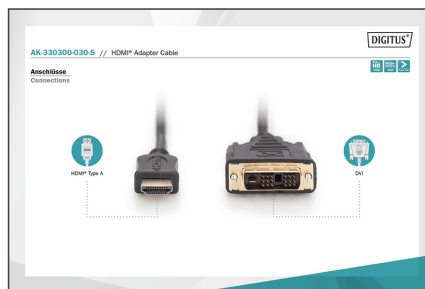 DIGITUS®
AK-330300-030-S // HDMI® Adapter Cable
Anschlüsse
Connections
HDMI® Type A
DVI